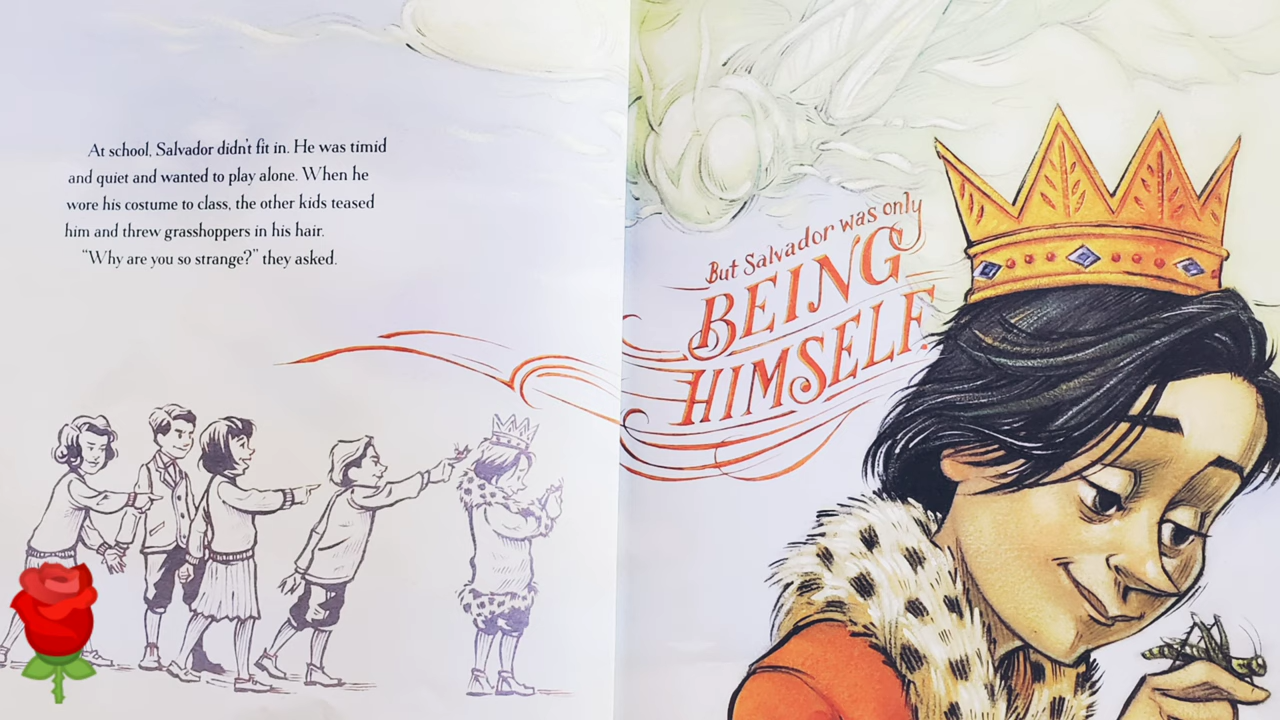 At school, Salvador didn't fit in. He was timid
and quiet and wanted to play alone. When he
wore his costume to class, the other kids teased
him and threw grasshoppers in his hair.
"Why are you so strange?" they asked.
But Salvador was only
BEING
HIMSELF.